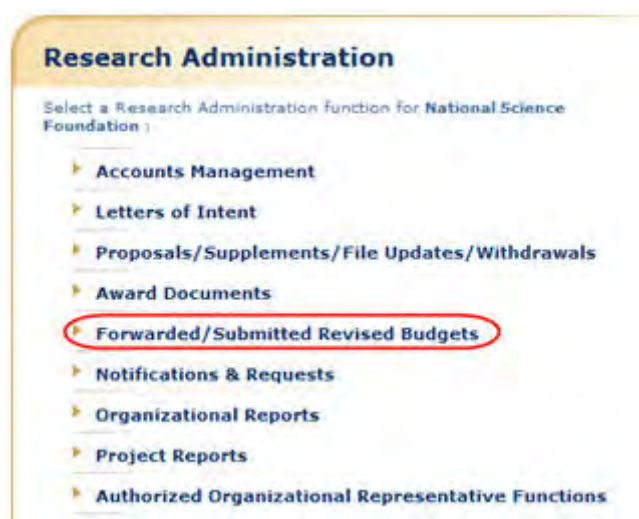 Research Administration
Select a Research Administration function for National Science
Foundation :
Accounts Management
Letters of Intent
Proposals/Supplements/File Updates/Withdrawals
Award Documents
Forwarded/Submitted Revised Budgets
Notifications & Requests
Organizational Reports
Project Reports
Authorized Organizational Representative Functions